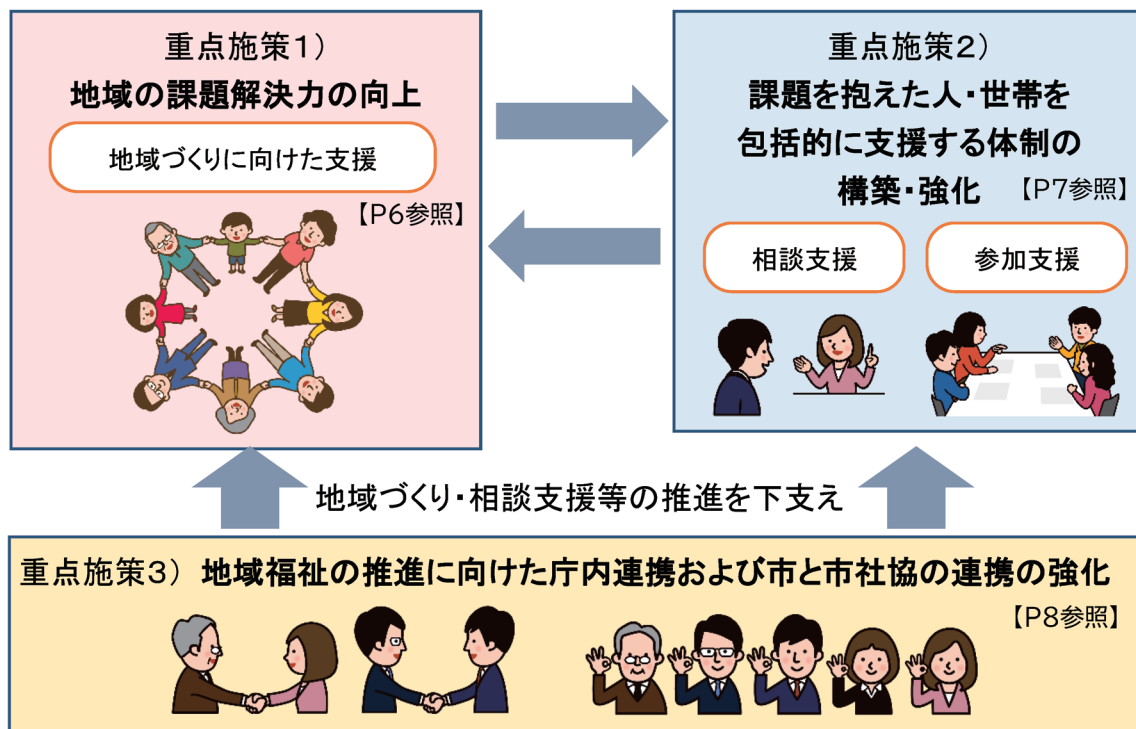 重点施策1）
地域の課題解決力の向上
地域づくりに向けた支援
【P6参照】
重点施策2）
課題を抱えた人・世帯を
包括的に支援する体制の
構築・強化 【P7参照】
相談支援
参加支援
地域づくり・相談支援等の推進を下支え
重点施策3） 地域福祉の推進に向けた庁内連携および市と市社協の連携の強化
【P8参照】